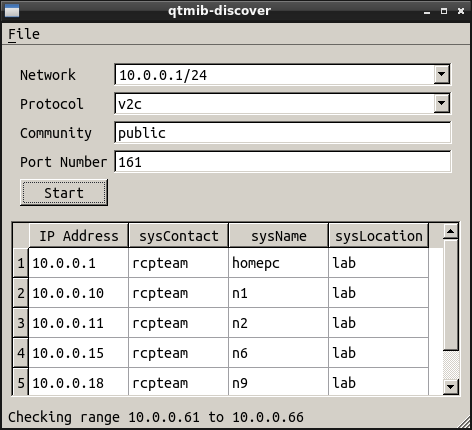 qtmib-discover
File
Network 10.0.0.1/24
Protocol v2c
Community public
Port Number 161
Start
IP Address sysContact sysName sysLocation
1 10.0.0.1 rcpteam homepc lab
2 10.0.0.10 rcpteam n1 lab
3 10.0.0.11 rcpteam n2 lab
4 10.0.0.15 rcpteam n6 lab
5 10.0.0.18 rcpteam n9 lab
Checking range 10.0.0.61 to 10.0.0.66